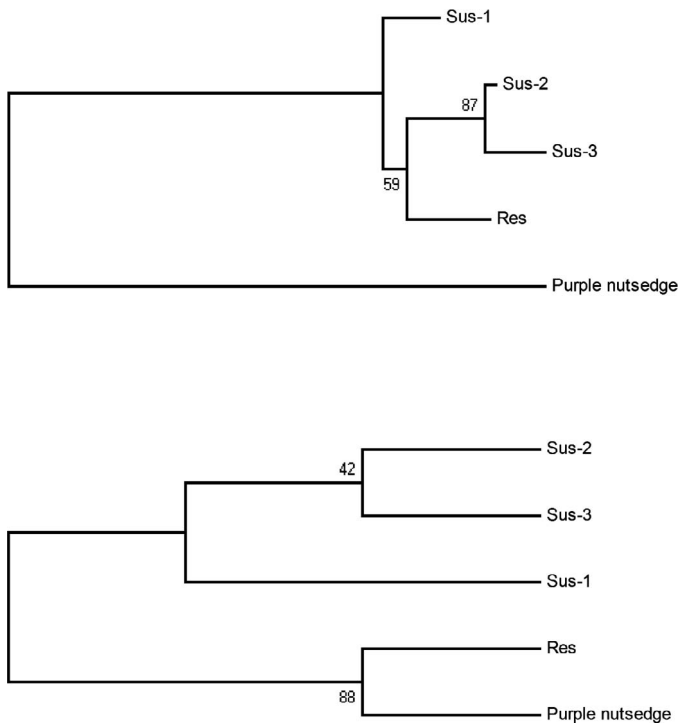 Sus-1
Sus-2
87
Sus-3
59
Res
Purple nutsedge
Sus-2
42
Sus-3
Sus-1
Res
88
Purple nutsedge